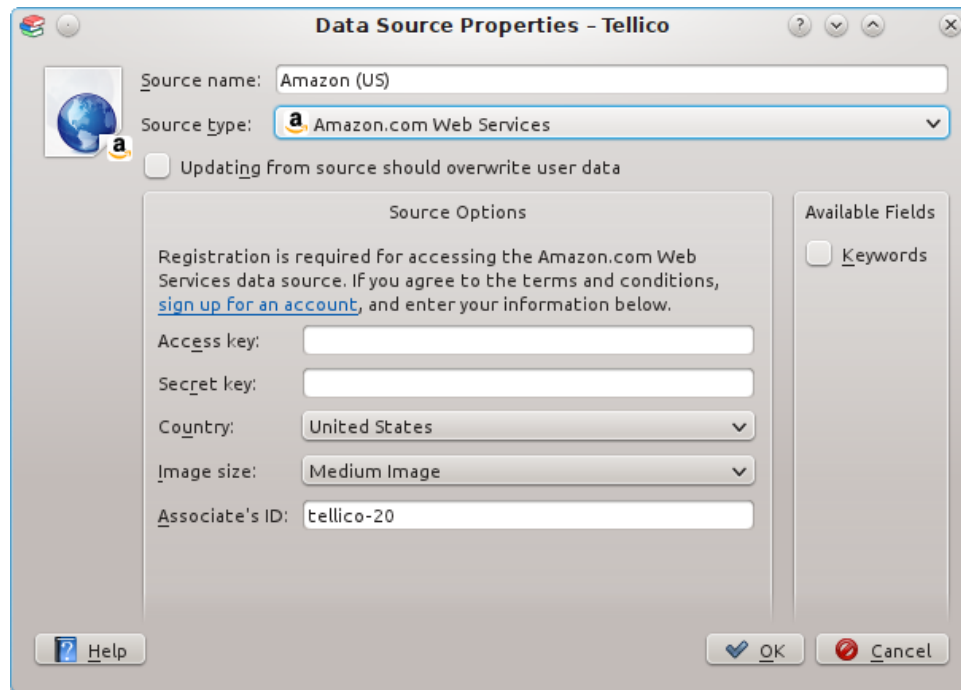 Data Source Properties – Tellico
Source name: Amazon (US)
Source type: Amazon.com Web Services
Updating from source should overwrite user data
Source Options
Available Fields
Registration is required for accessing the Amazon.com Web
Services data source. If you agree to the terms and conditions,
sign up for an account, and enter your information below.
Keywords
Access key:
Secret key:
Country: United States
Image size: Medium Image
Associate's ID: tellico-20
Help
OK
Cancel